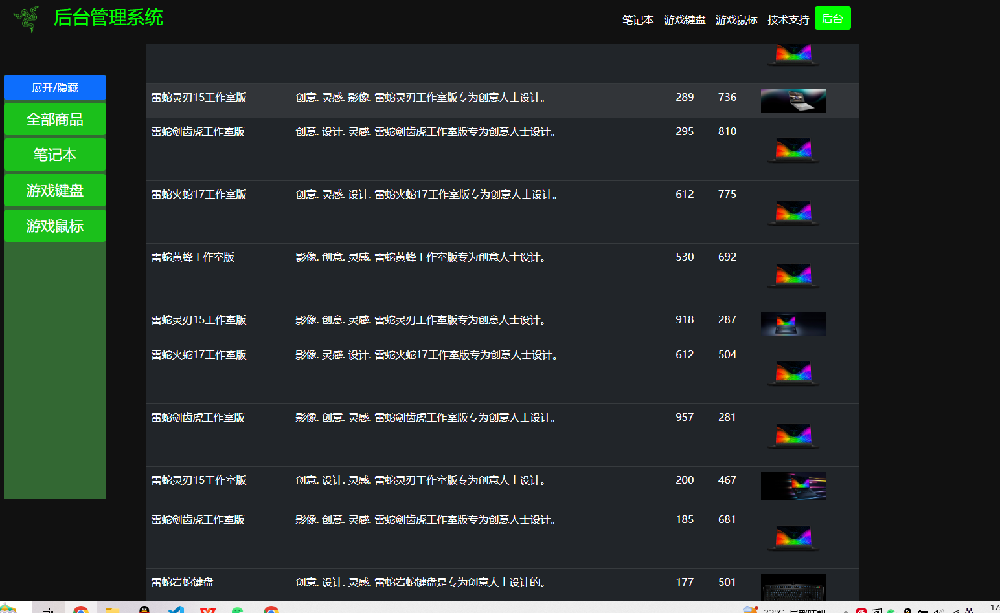 后台管理系统
笔记本 游戏键盘 游戏鼠标 技术支持 后台
展开/隐藏
全部商品
笔记本
游戏键盘
游戏鼠标
雷蛇灵刃15工作室版 创意. 灵感. 影像. 雷蛇灵刃工作室版专为创意人士设计。 289 736
雷蛇剑齿虎工作室版 创意. 设计. 灵感. 雷蛇剑齿虎工作室版专为创意人士设计。 295 810
雷蛇火蛇17工作室版 创意. 灵感. 设计. 雷蛇火蛇17工作室版专为创意人士设计。 612 775
雷蛇黄蜂工作室版 影像. 创意. 灵感. 雷蛇黄蜂工作室版专为创意人士设计。 530 692
雷蛇灵刃15工作室版 影像. 创意. 灵感. 雷蛇灵刃工作室版专为创意人士设计。 918 287
雷蛇火蛇17工作室版 影像. 灵感. 设计. 雷蛇火蛇17工作室版专为创意人士设计。 612 504
雷蛇剑齿虎工作室版 影像. 创意. 灵感. 雷蛇剑齿虎工作室版专为创意人士设计。 957 281
雷蛇灵刃15工作室版 创意. 设计. 灵感. 雷蛇灵刃工作室版专为创意人士设计。 200 467
雷蛇剑齿虎工作室版 影像. 创意. 灵感. 雷蛇剑齿虎工作室版专为创意人士设计。 185 681
雷蛇岩蛇键盘 创意. 设计. 灵感. 雷蛇岩蛇键盘是专为创意人士设计的。 177 501